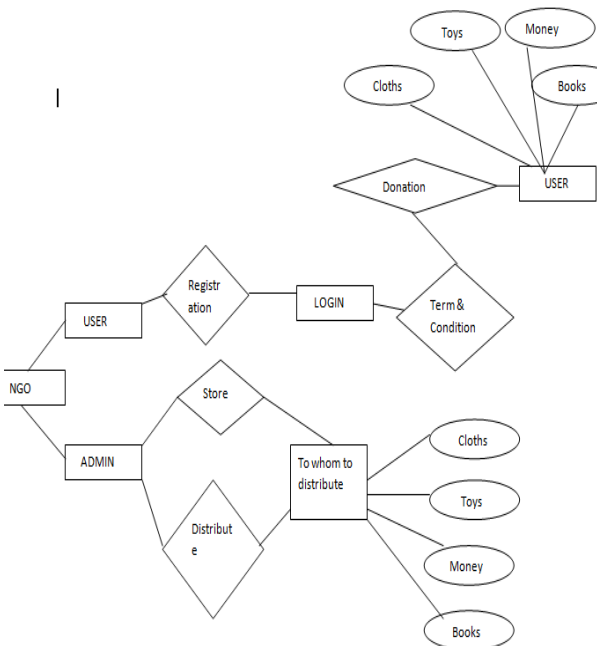 Toys
Money
Cloths
Books
Donation
USER
Registr
ation
LOGIN
Term &
Condition
USER
NGO
Store
ADMIN
To whom to
distribute
Distribut
e
Cloths
Toys
Money
Books